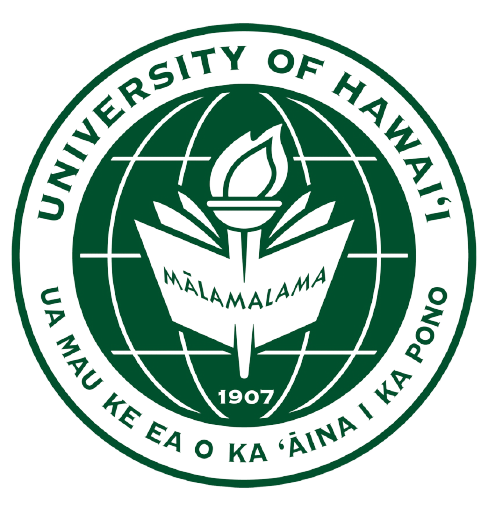 UNIVERSITY OF HAWAIʻI
MĀLAMALAMA
1907
UA MAU KE EA O KA ʻĀINA I KA PONO